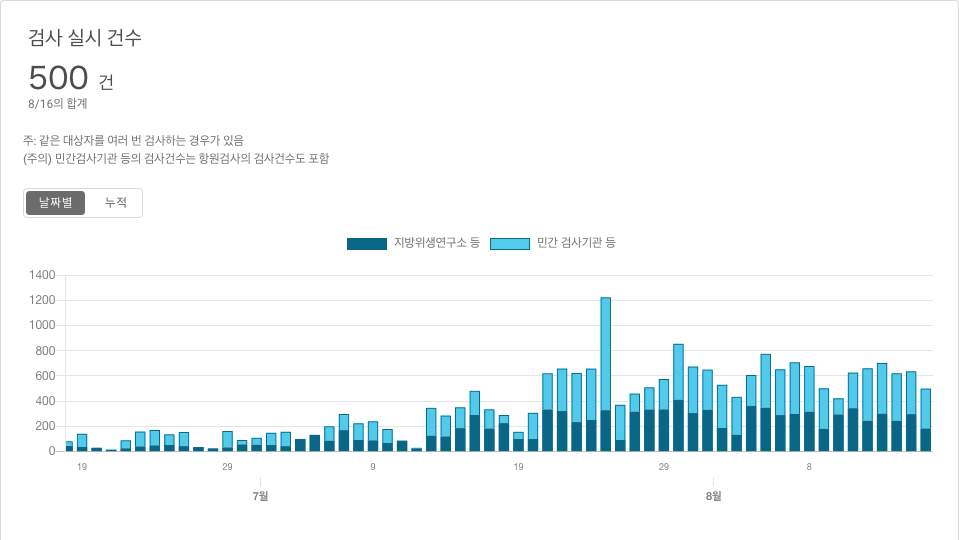 검사 실시 건수
500 건
8/16의 합계
주: 같은 대상자를 여러 번 검사하는 경우가 있음
(주의) 민간검사기관 등의 검사건수는 항원검사의 검사건수도 포함
날짜별 누적
지방위생연구소 등 민간 검사기관 등
1400
1200
1000
800
600
400
200
0
19 29 9 19 29 8
7월 8월